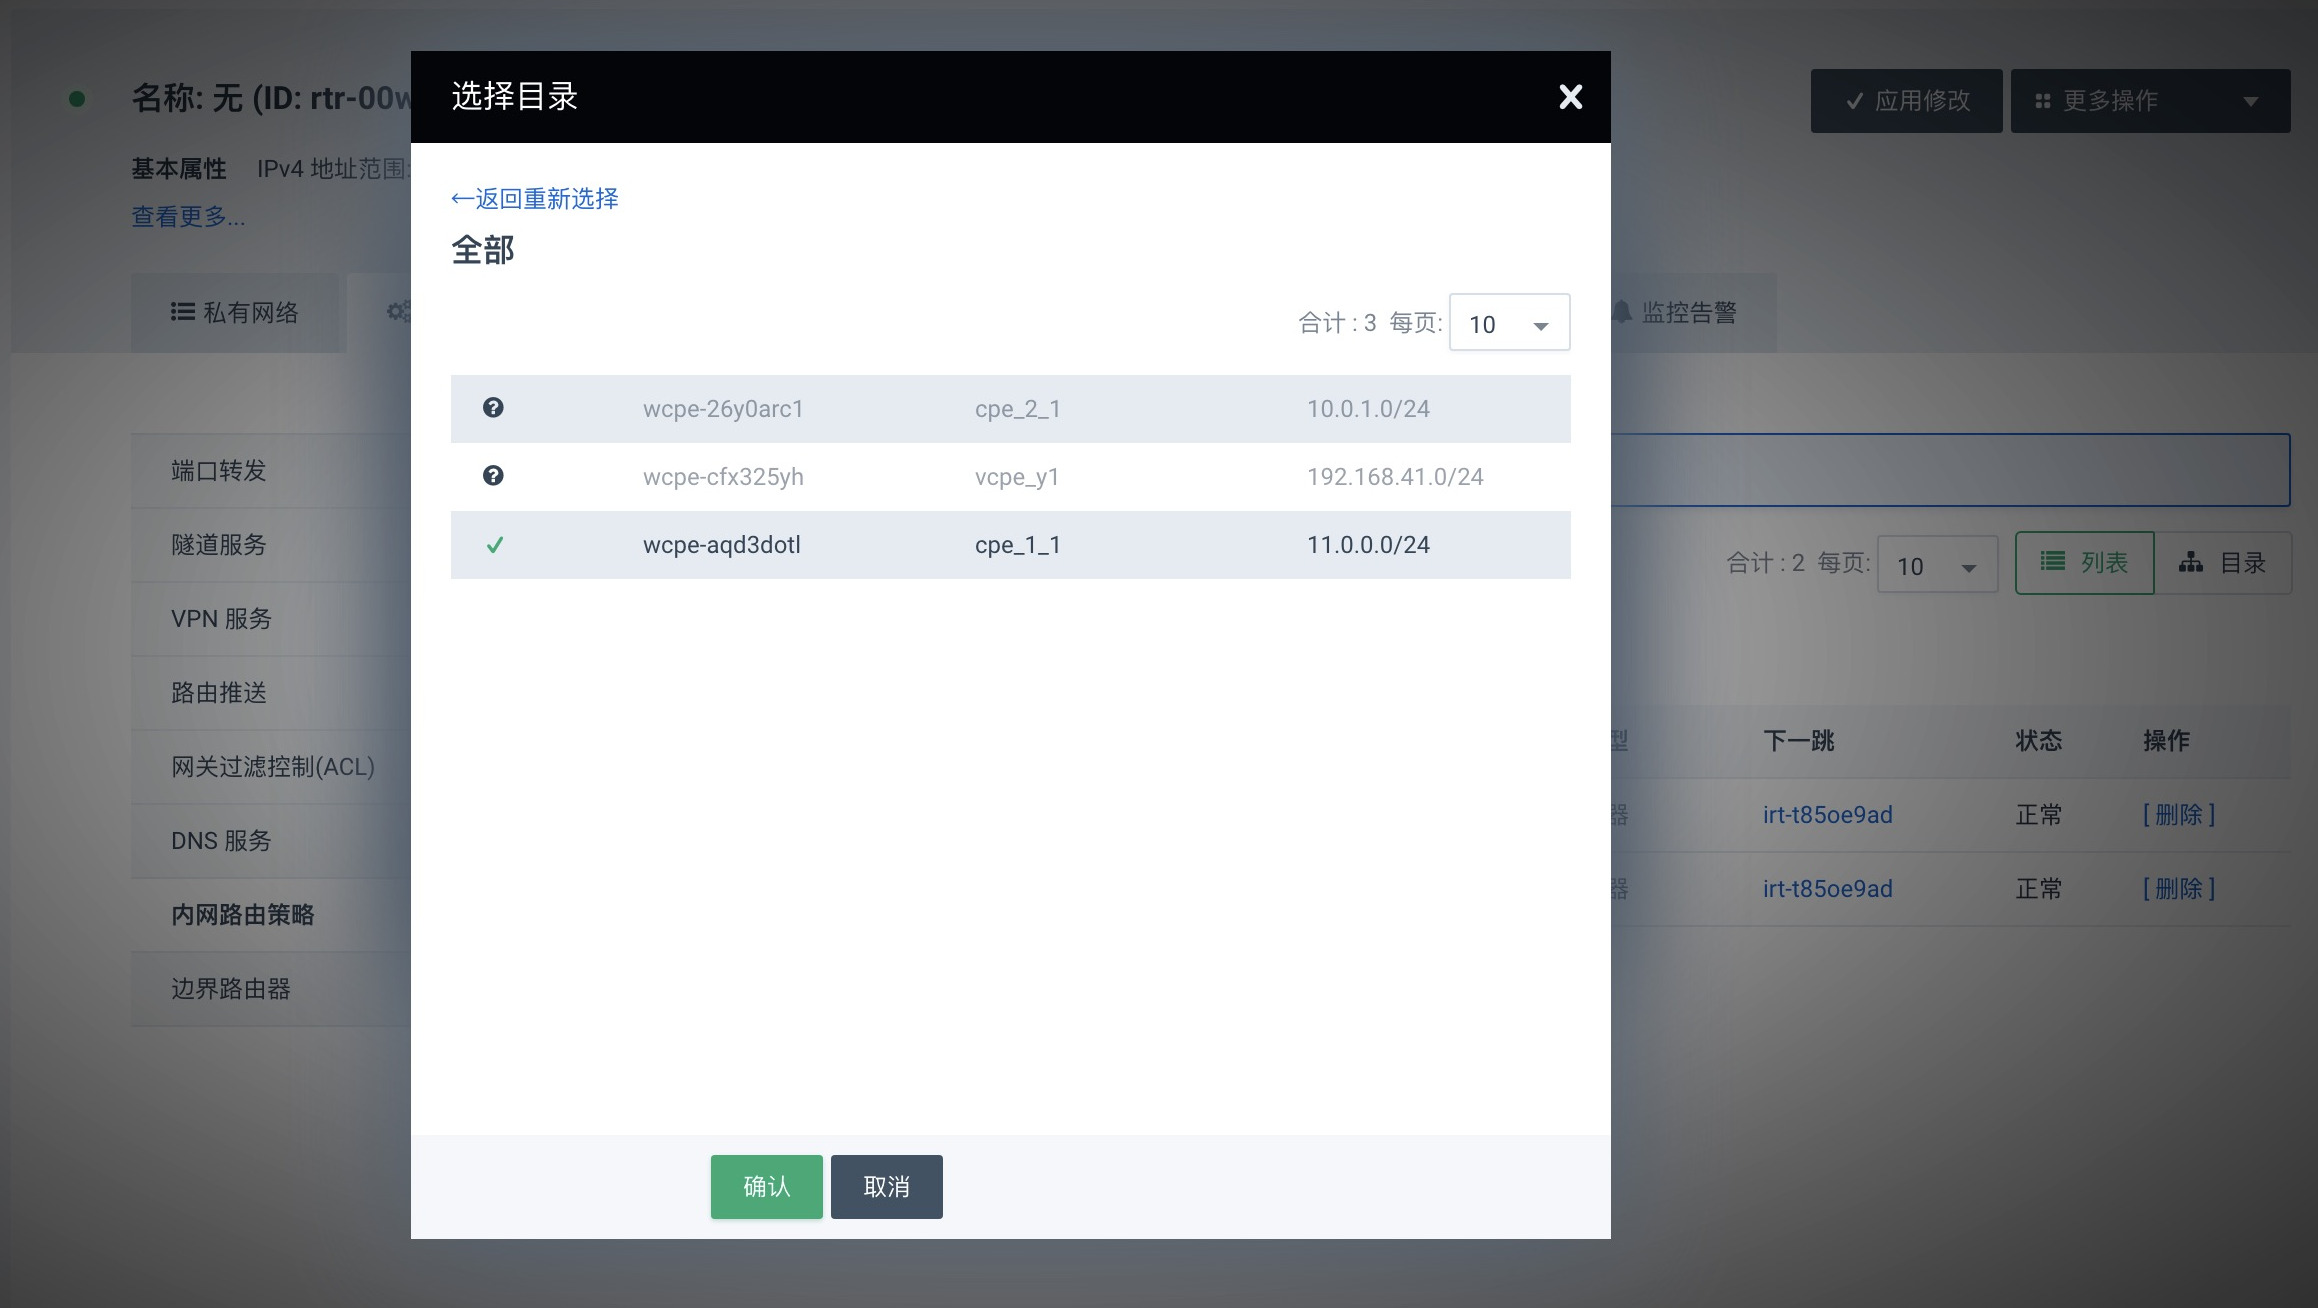 名称: 无 (ID: rtr-00w
应用修改
更多操作
基本属性 IPv4 地址范围:
查看更多...
私有网络
监控告警
选择目录
←返回重新选择
全部
合计 : 3 每页: 10
wcpe-26y0arc1 cpe_2_1 10.0.1.0/24
wcpe-cfx325yh vcpe_y1 192.168.41.0/24
wcpe-aqd3dotl cpe_1_1 11.0.0.0/24
确认 取消
端口转发
隧道服务
VPN 服务
路由推送
网关过滤控制(ACL)
DNS 服务
内网路由策略
边界路由器
合计 : 2 每页: 10 列表 目录
型 下一跳 状态 操作
器 irt-t85oe9ad 正常 [ 删除 ]
器 irt-t85oe9ad 正常 [ 删除 ]